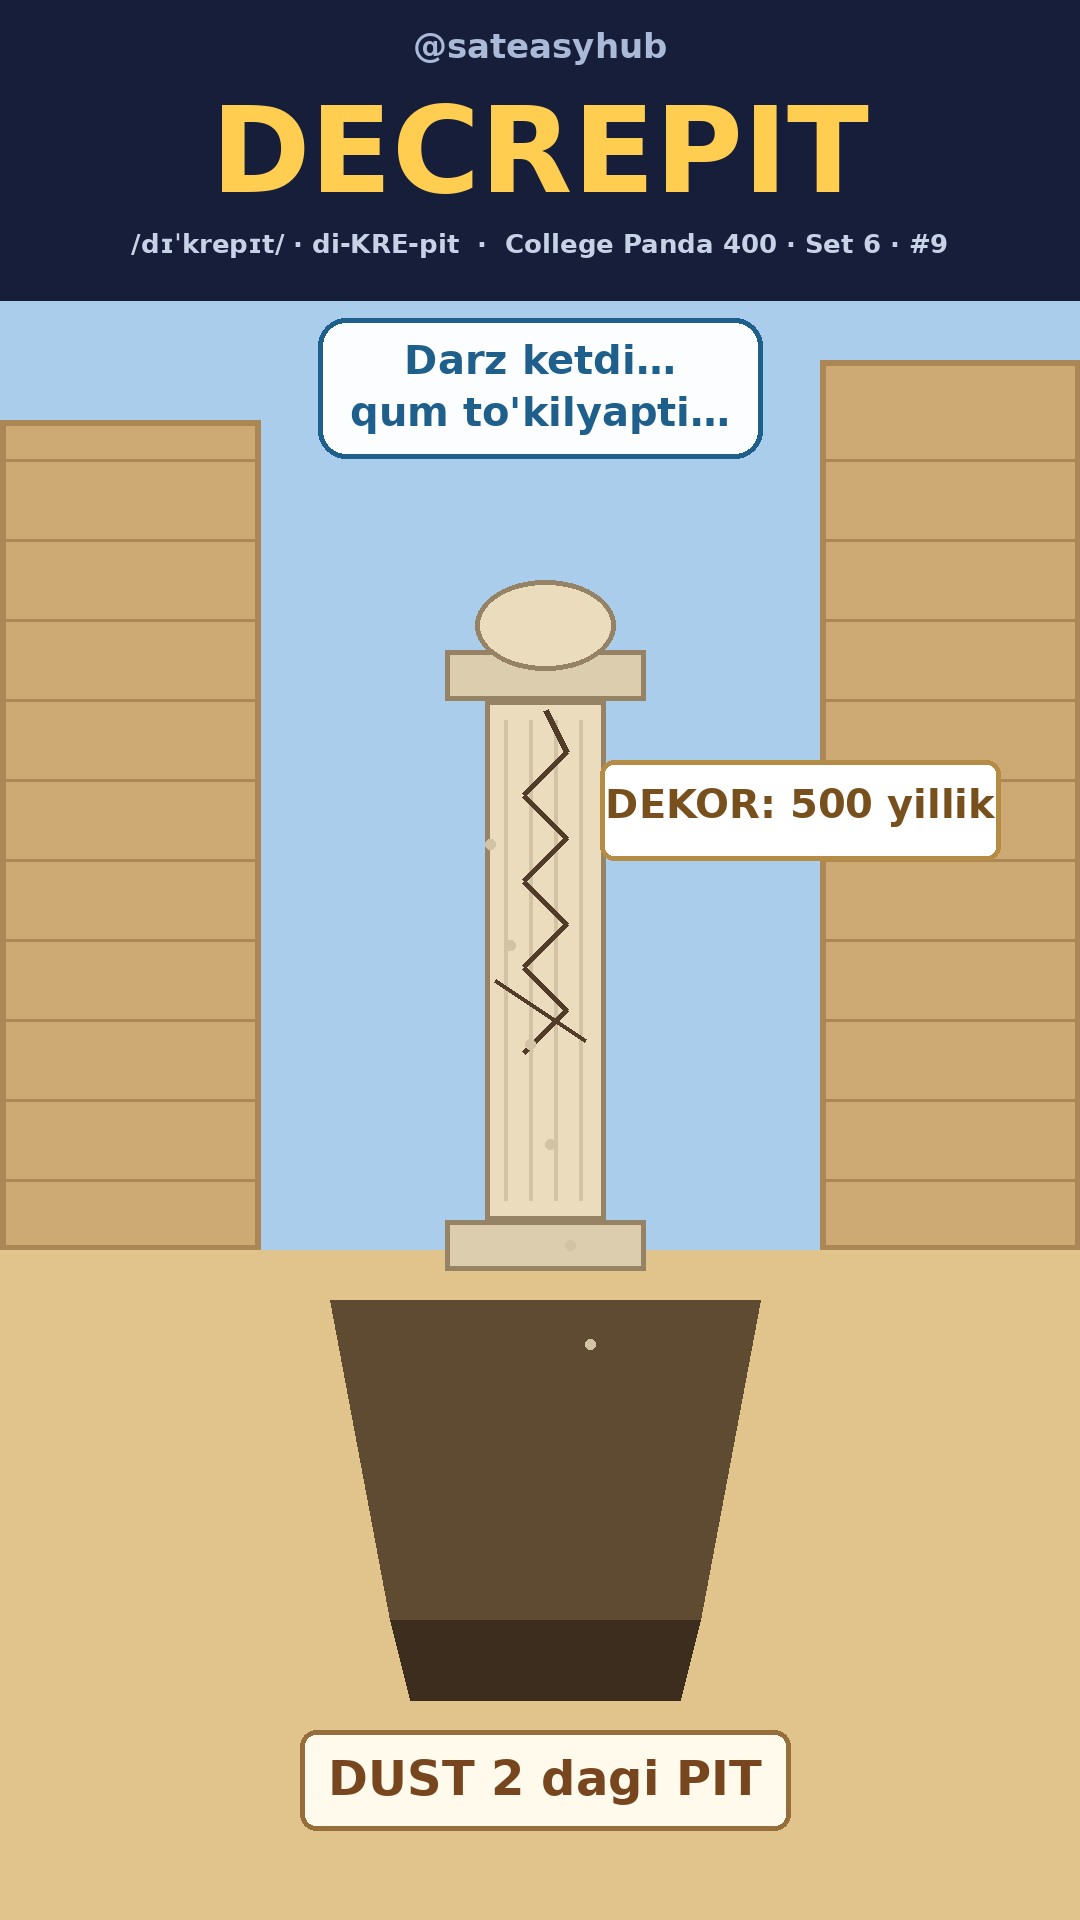 @sateasyhub
DECREPIT
/dɪˈkrepɪt/ · di-KRE-pit · College Panda 400 · Set 6 · #9
Darz ketdi…
qum to'kilyapti…
DEKOR: 500 yillik
DUST 2 dagi PIT